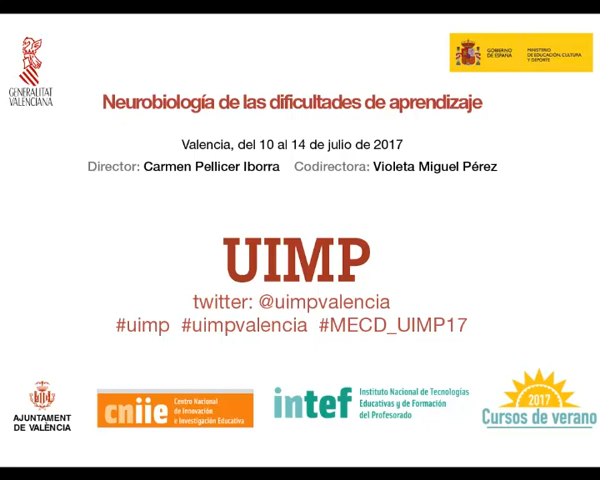 GENERALITAT
VALENCIANA
GOBIERNO
DE ESPAÑA
MINISTERIO
DE EDUCACIÓN, CULTURA
Y DEPORTE
Neurobiología de las dificultades de aprendizaje
Valencia, del 10 al 14 de julio de 2017
Director: Carmen Pellicer Iborra Codirectora: Violeta Miguel Pérez
UIMP
twitter: @uimpvalencia
#uimp #uimpvalencia #MECD_UIMP17
AJUNTAMENT
DE VALÈNCIA
cniie
Centro Nacional
de Innovación
e Investigación Educativa
intef
Instituto Nacional de Tecnologías
Educativas y de Formación
del Profesorado
2017
Cursos de verano